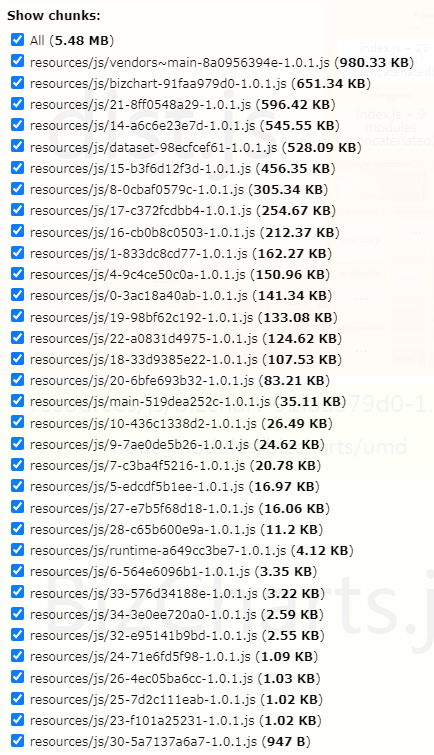 Show chunks:
All (5.48 MB)
resources/js/vendors~main-8a0956394e-1.0.1.js (980.33 KB)
resources/js/bizchart-91faa979d0-1.0.1.js (651.34 KB)
resources/js/21-8ff0548a29-1.0.1.js (596.42 KB)
resources/js/14-a6c6e23e7d-1.0.1.js (545.55 KB)
resources/js/dataset-98ecfcef61-1.0.1.js (528.09 KB)
resources/js/15-b3f6d12f3d-1.0.1.js (456.35 KB)
resources/js/8-0cbaf0579c-1.0.1.js (305.34 KB)
resources/js/17-c372fcdbb4-1.0.1.js (254.67 KB)
resources/js/16-cb0b8c0503-1.0.1.js (212.37 KB)
resources/js/1-833dc8cd77-1.0.1.js (162.27 KB)
resources/js/4-9c4ce50c0a-1.0.1.js (150.96 KB)
resources/js/0-3ac18a40ab-1.0.1.js (141.34 KB)
resources/js/19-98bf62c192-1.0.1.js (133.08 KB)
resources/js/22-a0831d4975-1.0.1.js (124.62 KB)
resources/js/18-33d9385e22-1.0.1.js (107.53 KB)
resources/js/20-6bfe693b32-1.0.1.js (83.21 KB)
resources/js/main-519dea252c-1.0.1.js (35.11 KB)
resources/js/10-436c1338d2-1.0.1.js (26.49 KB)
resources/js/9-7ae0de5b26-1.0.1.js (24.62 KB)
resources/js/7-c3ba4f5216-1.0.1.js (20.78 KB)
resources/js/5-edcdf5b1ee-1.0.1.js (16.97 KB)
resources/js/27-e7b5f68d18-1.0.1.js (16.06 KB)
resources/js/28-c65b600e9a-1.0.1.js (11.2 KB)
resources/js/runtime-a649cc3be7-1.0.1.js (4.12 KB)
resources/js/6-564e6096b1-1.0.1.js (3.35 KB)
resources/js/33-576d34188e-1.0.1.js (3.22 KB)
resources/js/34-3e0ee720a0-1.0.1.js (2.59 KB)
resources/js/32-e95141b9bd-1.0.1.js (2.55 KB)
resources/js/24-71e6fd5f98-1.0.1.js (1.09 KB)
resources/js/26-4ec05ba6cc-1.0.1.js (1.03 KB)
resources/js/25-7d2c111eab-1.0.1.js (1.02 KB)
resources/js/23-f101a25231-1.0.1.js (1.02 KB)
resources/js/30-5a7137a6a7-1.0.1.js (947 B)
dist.js
BizCharts.j